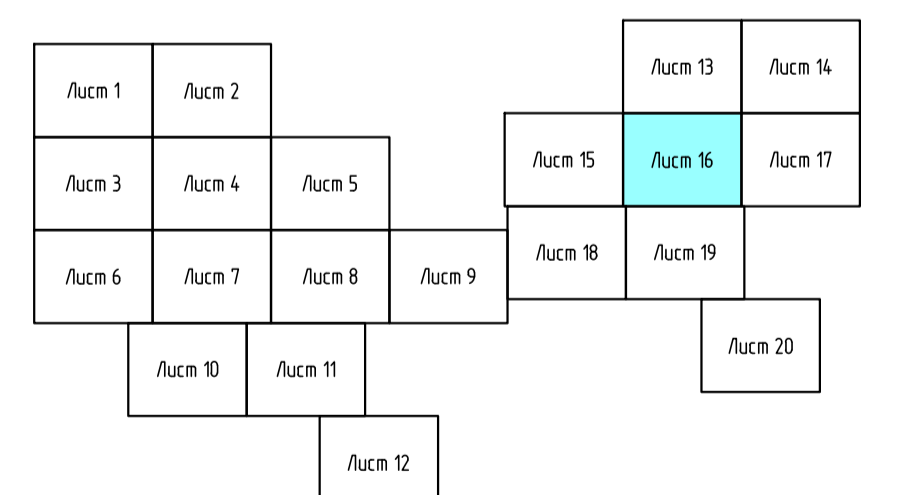 Лист 1
Лист 2
Лист 3
Лист 4
Лист 5
Лист 6
Лист 7
Лист 8
Лист 9
Лист 10
Лист 11
Лист 12
Лист 13
Лист 14
Лист 15
Лист 16
Лист 17
Лист 18
Лист 19
Лист 20